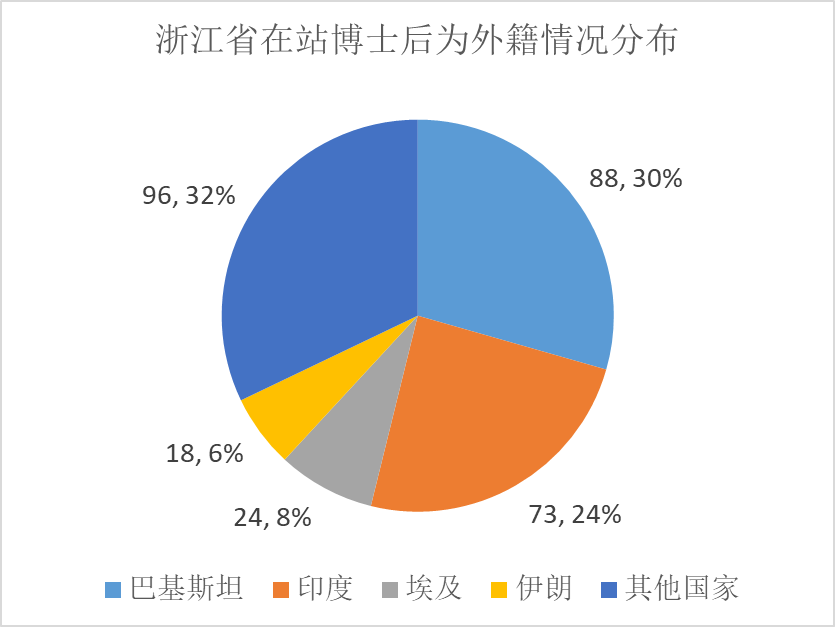 浙江省在站博士后为外籍情况分布
88, 30%
96, 32%
18, 6%
24, 8%
73, 24%
巴基斯坦 印度 埃及 伊朗 其他国家